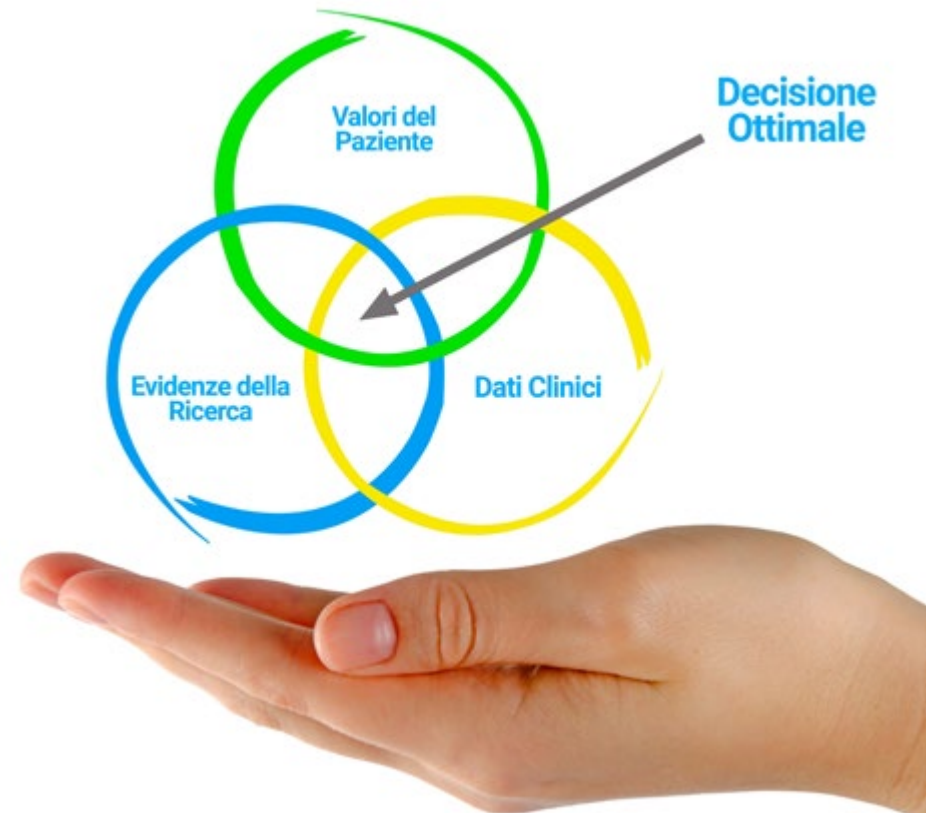 Valori del
Paziente
Decisione
Ottimale
Evidenze della
Ricerca
Dati Clinici